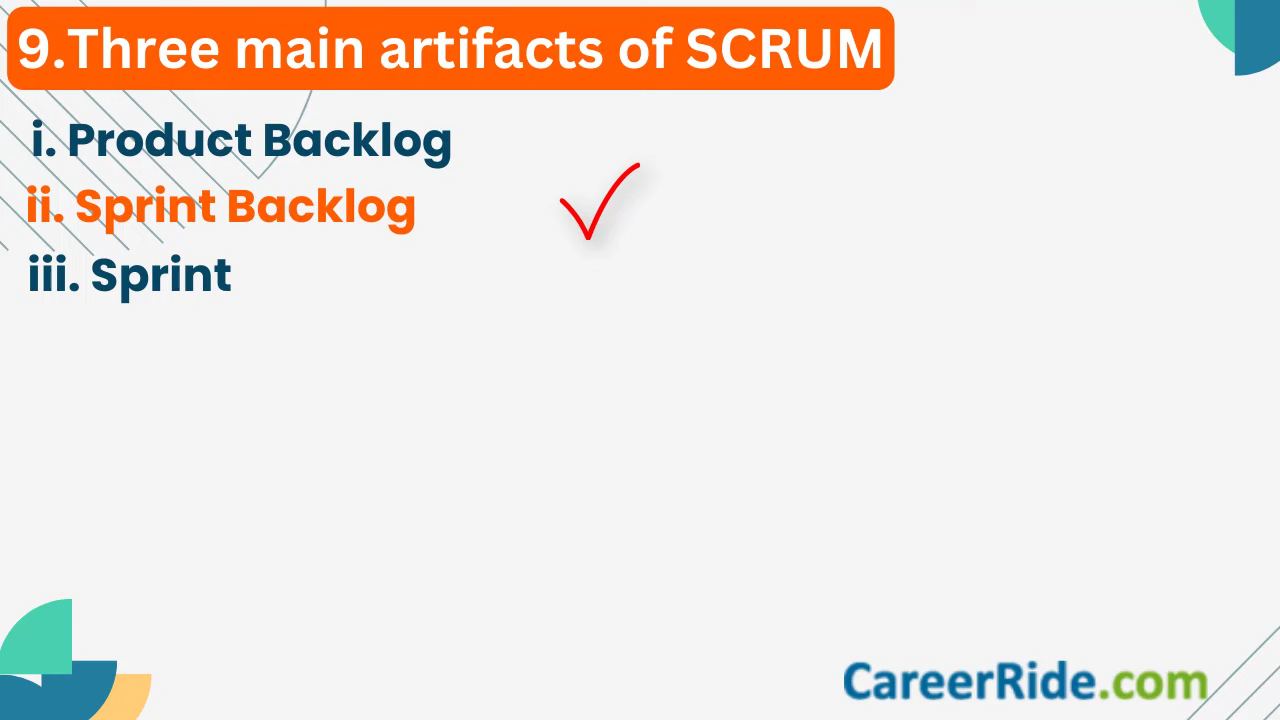 9.Three main artifacts of SCRUM
i. Product Backlog
ii. Sprint Backlog
iii. Sprint
CareerRide.com